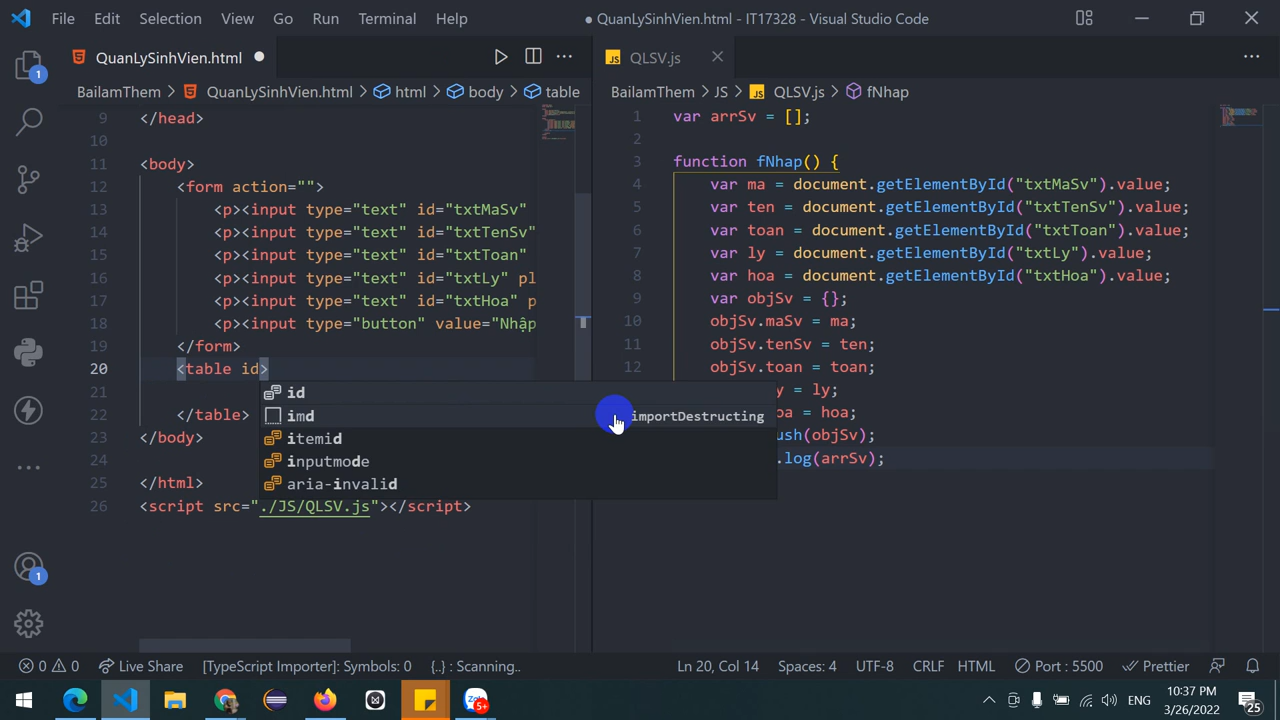 File Edit Selection View Go Run Terminal Help ● QuanLySinhVien.html - IT17328 - Visual Studio Code
QuanLySinhVien.html ●
BailamThem > QuanLySinhVien.html > html > body > table
9 </head>
10
11 <body>
12 <form action="">
13 <p><input type="text" id="txtMaSv"
14 <p><input type="text" id="txtTenSv"
15 <p><input type="text" id="txtToan"
16 <p><input type="text" id="txtLy" pl
17 <p><input type="text" id="txtHoa" p
18 <p><input type="button" value="Nhập
19 </form>
20 <table id>
21
22 </table>
23 </body>
24
25 </html>
26 <script src="./JS/QLSV.js"></script>
id
imd importDestructing
itemid
inputmode
aria-invalid
QLSV.js
BailamThem > JS > QLSV.js > fNhap
1 var arrSv = [];
2
3 function fNhap() {
4 var ma = document.getElementById("txtMaSv").value;
5 var ten = document.getElementById("txtTenSv").value;
6 var toan = document.getElementById("txtToan").value;
7 var ly = document.getElementById("txtLy").value;
8 var hoa = document.getElementById("txtHoa").value;
9 var objSv = {};
10 objSv.maSv = ma;
11 objSv.tenSv = ten;
12 objSv.toan = toan;
y = ly;
oa = hoa;
ush(objSv);
.log(arrSv);
1
1
0 0 Live Share [TypeScript Importer]: Symbols: 0 {..} : Scanning.. Ln 20, Col 14 Spaces: 4 UTF-8 CRLF HTML Port : 5500 Prettier
5+ ENG 10:37 PM
3/26/2022 25